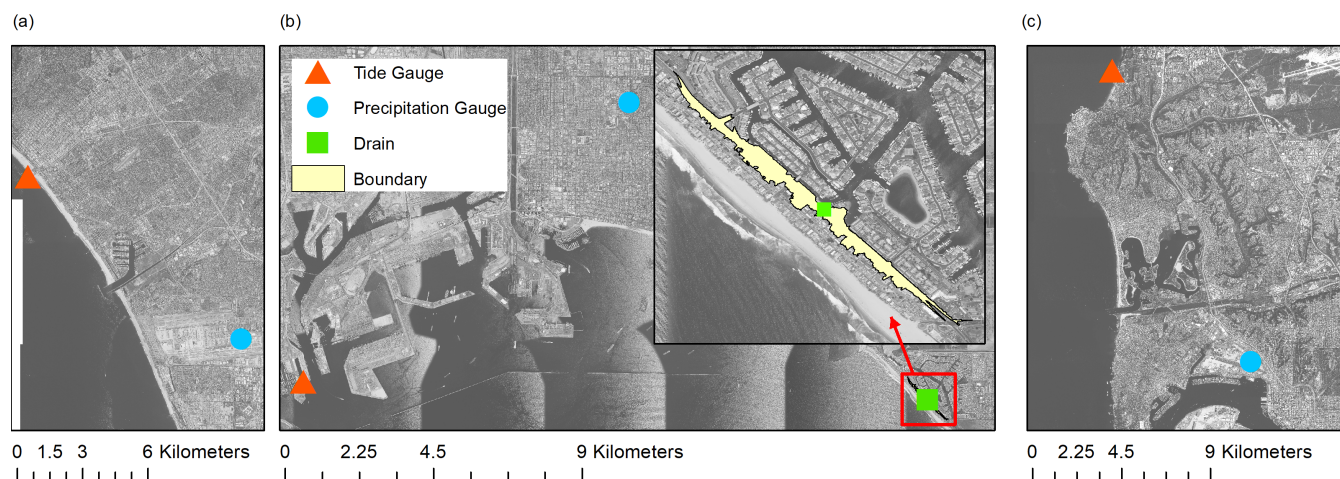 (a)
(b)
(c)
Tide Gauge
Precipitation Gauge
Drain
Boundary
0 1.5 3 6 Kilometers
0 2.25 4.5 9 Kilometers
0 2.25 4.5 9 Kilometers